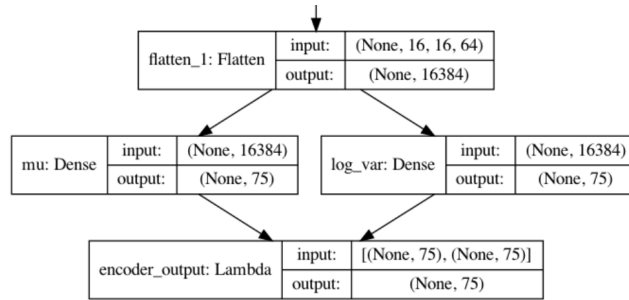 flatten_1: Flatten
input: (None, 16, 16, 64)
output: (None, 16384)
mu: Dense
input: (None, 16384)
output: (None, 75)
log_var: Dense
input: (None, 16384)
output: (None, 75)
encoder_output: Lambda
input: [(None, 75), (None, 75)]
output: (None, 75)